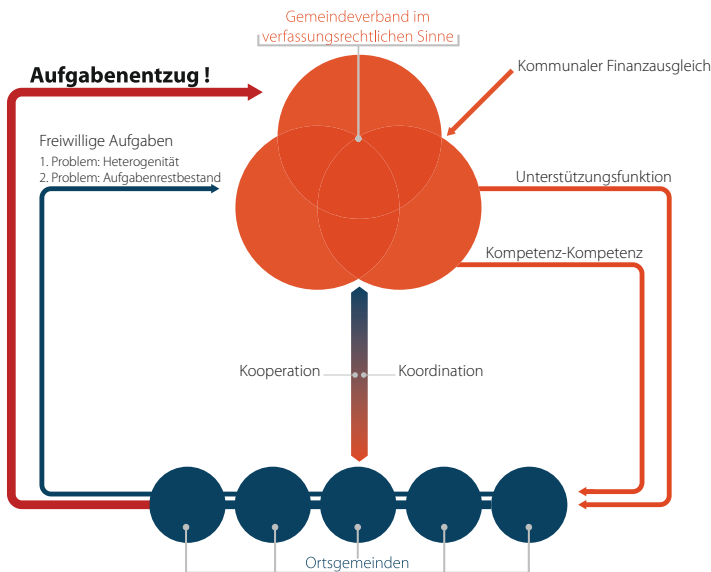 Gemeindeverband im
verfassungsrechtlichen Sinne
Aufgabenentzug !
Kommunaler Finanzausgleich
Freiwillige Aufgaben
1. Problem: Heterogenität
2. Problem: Aufgabenrestbestand
Unterstützungsfunktion
Kompetenz-Kompetenz
Kooperation
Koordination
Ortsgemeinden